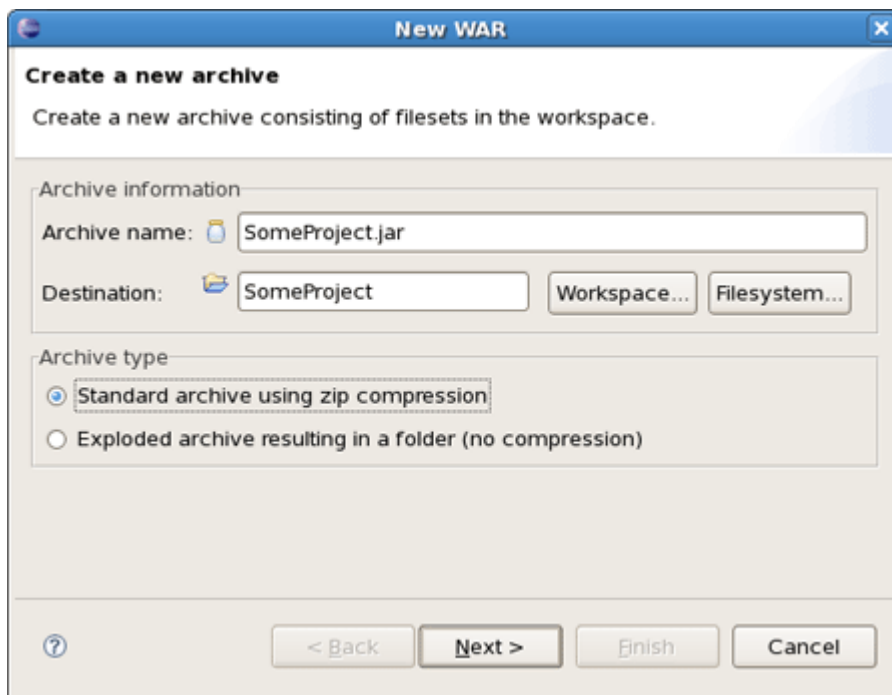 New WAR
Create a new archive
Create a new archive consisting of filesets in the workspace.
Archive information
Archive name: SomeProject.jar
Destination: SomeProject Workspace... Filesystem...
Archive type
Standard archive using zip compression
Exploded archive resulting in a folder (no compression)
< Back Next > Finish Cancel